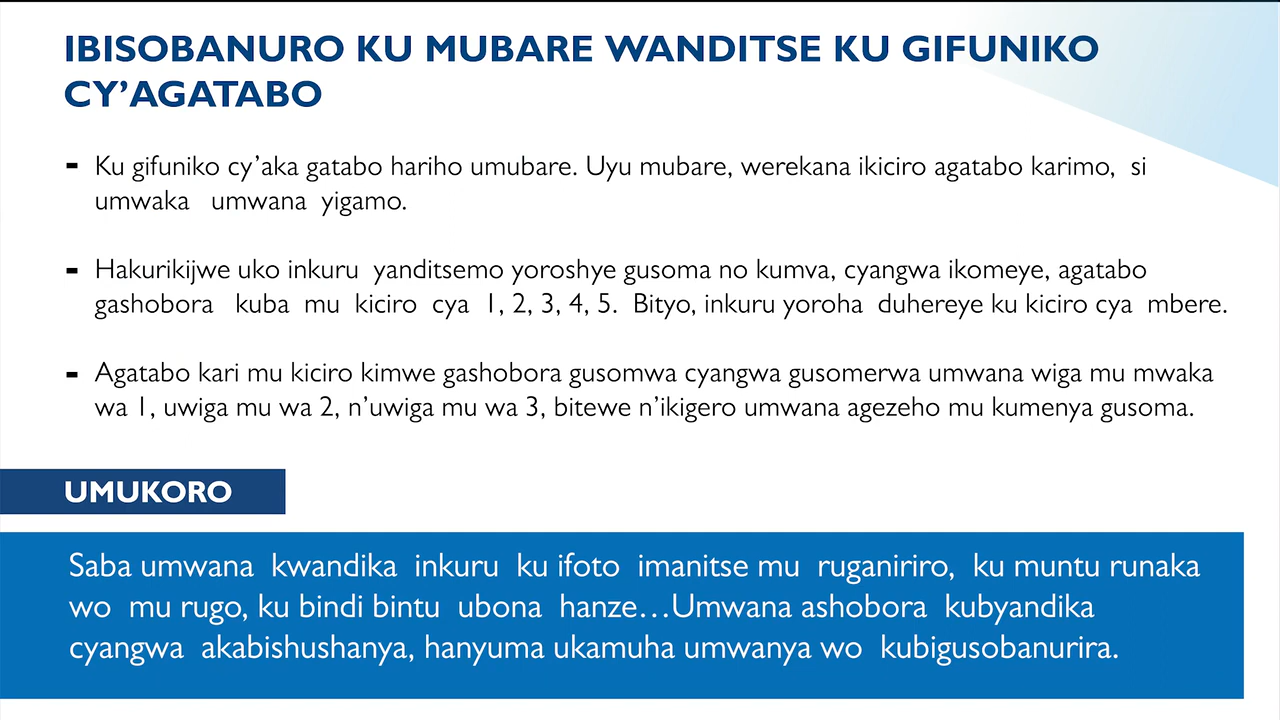 IBISOBANURO KU MUBARE WANDITSE KU GIFUNIKO
CY’AGATABO
- Ku gifuniko cy’aka gatabo hariho umubare. Uyu mubare, werekana ikiciro agatabo karimo, si
umwaka umwana yigamo.
- Hakurikijwe uko inkuru yanditsemo yoroshye gusoma no kumva, cyangwa ikomeye, agatabo
gashobora kuba mu kiciro cya 1, 2, 3, 4, 5. Bityo, inkuru yoroha duhereye ku kiciro cya mbere.
- Agatabo kari mu kiciro kimwe gashobora gusomwa cyangwa gusomerwa umwana wiga mu mwaka
wa 1, uwiga mu wa 2, n’uwiga mu wa 3, bitewe n’ikigero umwana agezeho mu kumenya gusoma.
UMUKORO
Saba umwana kwandika inkuru ku ifoto imanitse mu ruganiriro, ku muntu runaka
wo mu rugo, ku bindi bintu ubona hanze…Umwana ashobora kubyandika
cyangwa akabishushanya, hanyuma ukamuha umwanya wo kubigusobanurira.